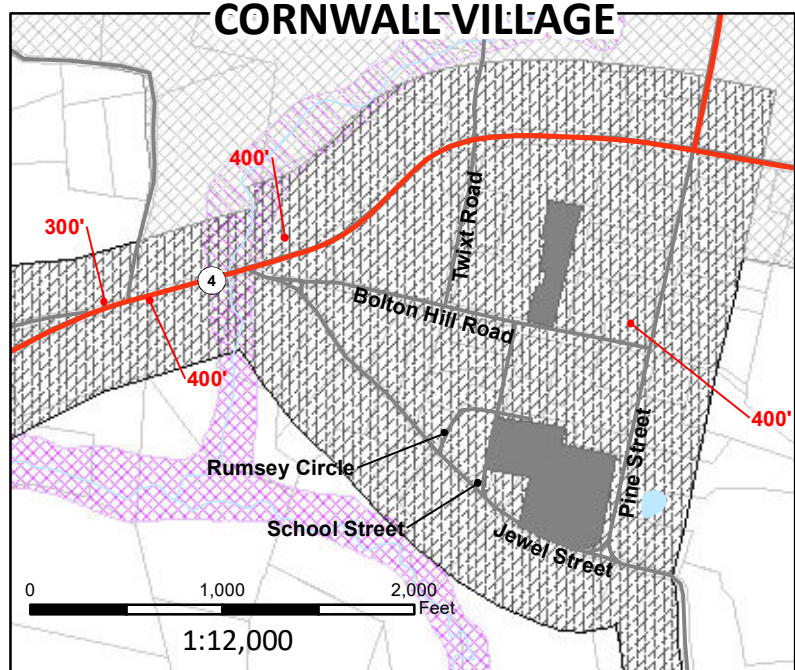 CORNWALL VILLAGE
400'
300'
4
400'
Twixt Road
Bolton Hill Road
400'
Pine Street
Rumsey Circle
School Street
Jewel Street
0 1,000 2,000
Feet
1:12,000